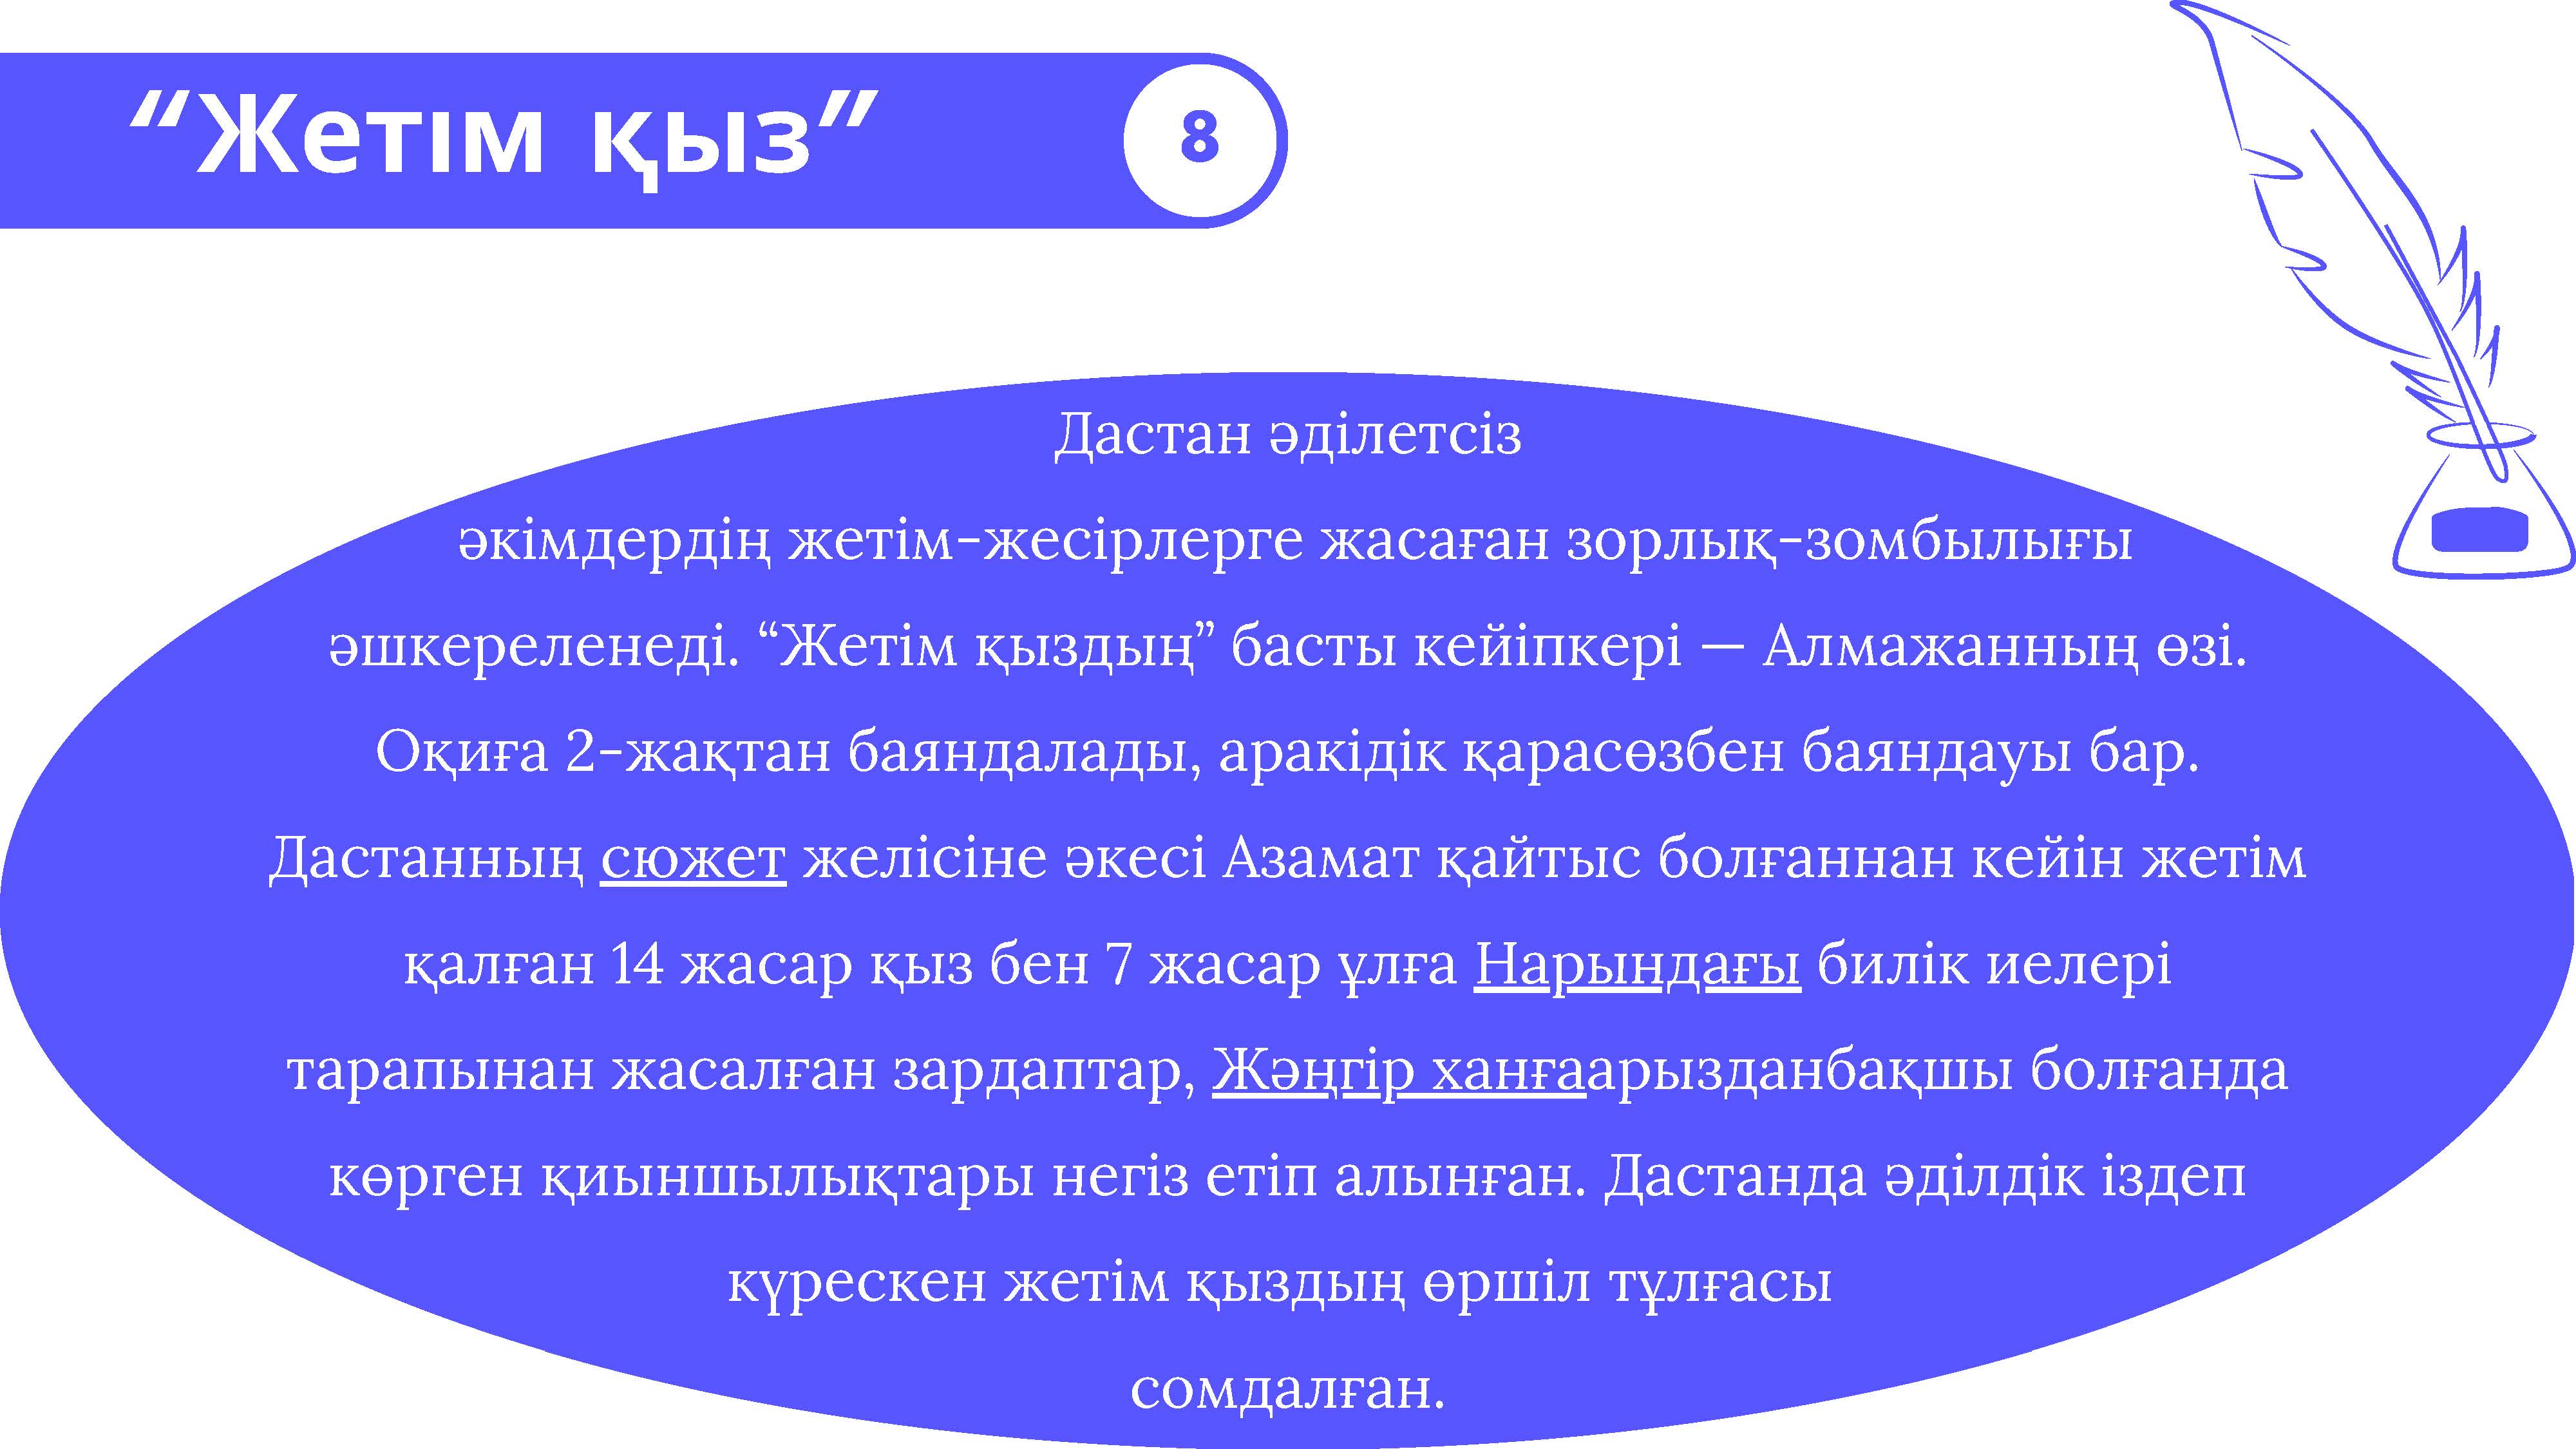 “Жетім қыз”
8
Дастан әділетсіз
әкімдердің жетім-жесірлерге жасаған зорлық-зомбылығы
әшкереленеді. “Жетім қыздың” басты кейіпкері — Алмажанның өзі.
Оқиға 2-жақтан баяндалады, аракідік қарасөзбен баяндауы бар.
Дастанның сюжет желісіне әкесі Азамат қайтыс болғаннан кейін жетім
қалған 14 жасар қыз бен 7 жасар ұлға Нарындағы билік иелері
тарапынан жасалған зардаптар, Жәңгір ханғаарызданбақшы болғанда
көрген қиыншылықтары негіз етіп алынған. Дастанда әділдік іздеп
күрескен жетім қыздың өршіл тұлғасы
сомдалған.